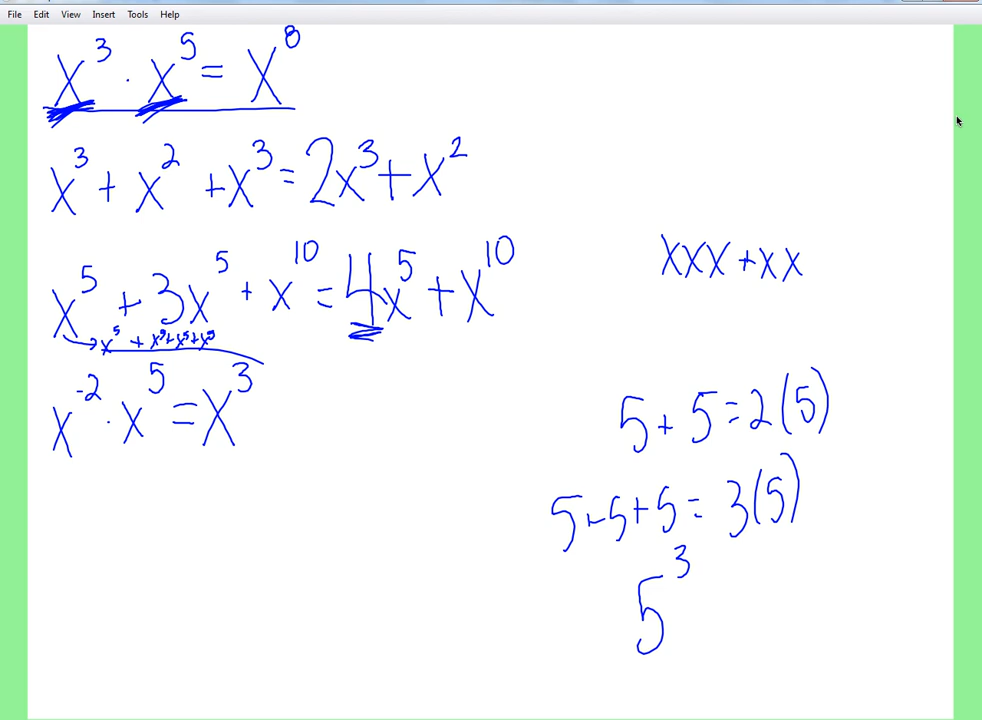 File Edit View Insert Tools Help
x³ · x⁵ = x⁸
x³ + x² + x³ = 2x³ + x²
x⁵ + 3x⁵ + x¹⁰ = 4x⁵ + x¹⁰
x⁵ + x⁵ + x⁵ + x⁵
x⁻² · x⁵ = x³
xxx + xx
5 + 5 = 2(5)
5 + 5 + 5 = 3(5)
5³